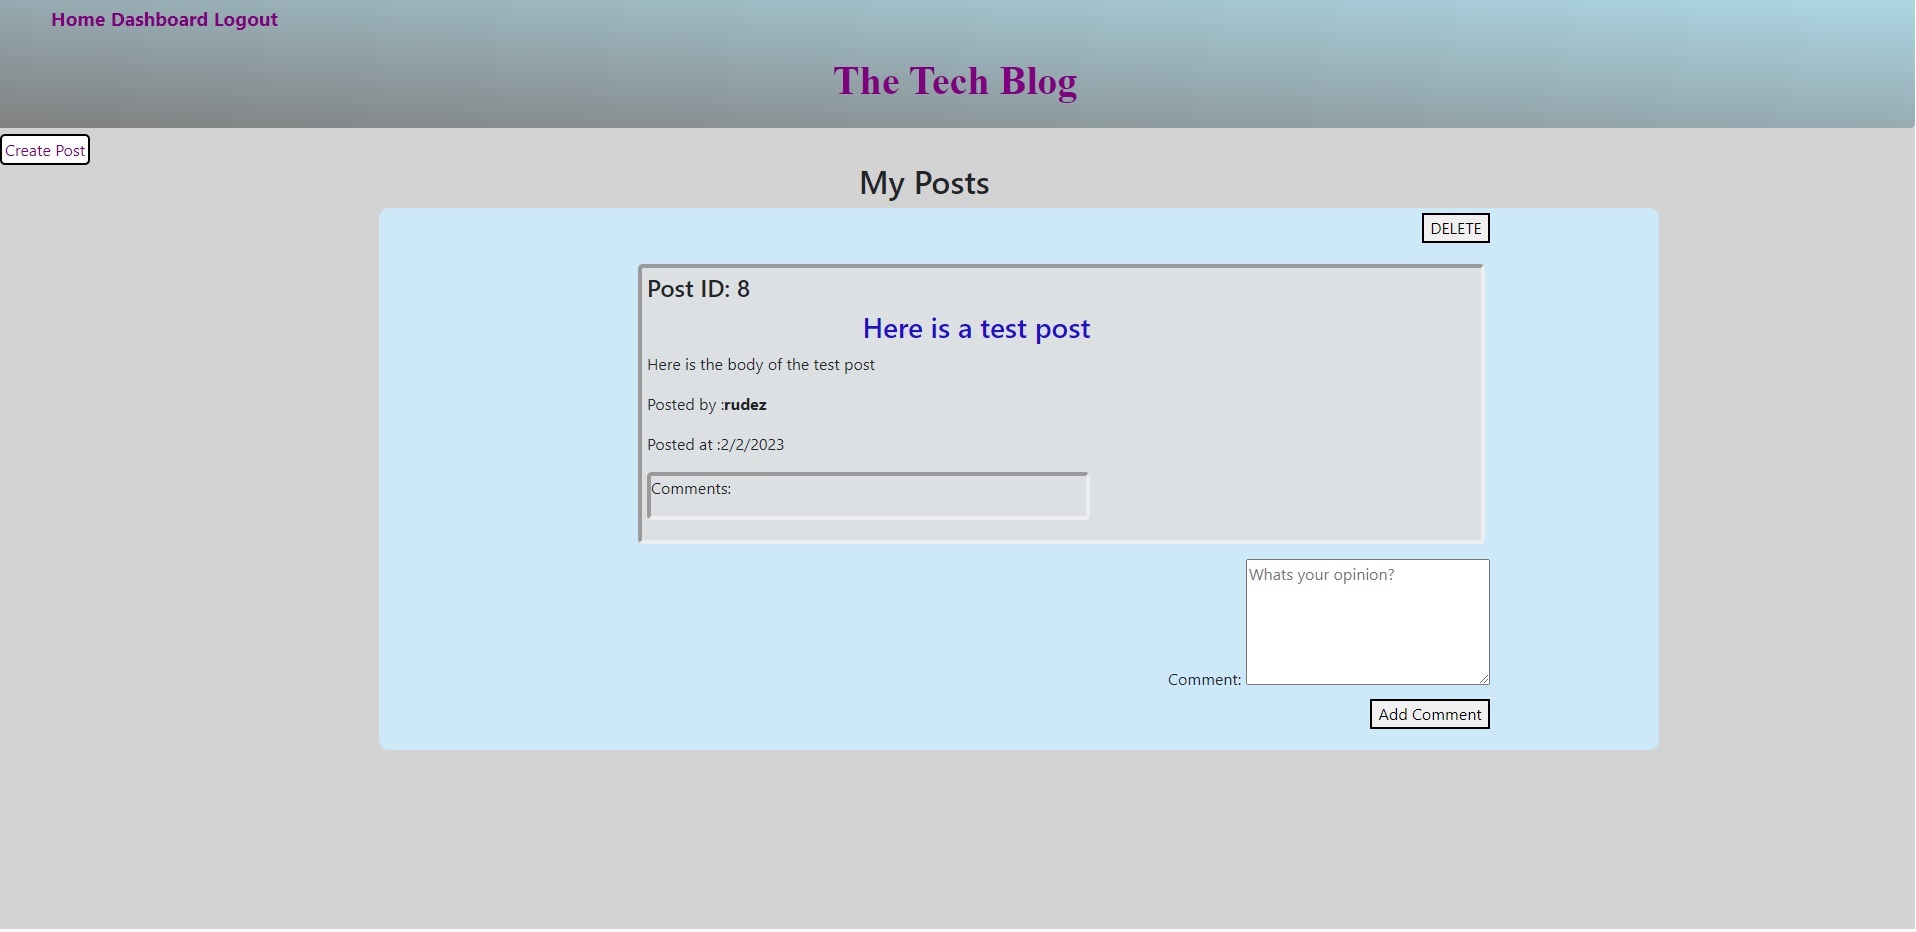 Home Dashboard Logout
The Tech Blog
Create Post
My Posts
DELETE
Post ID: 8
Here is a test post
Here is the body of the test post
Posted by :rudez
Posted at :2/2/2023
Comments:
Whats your opinion?
Comment:
Add Comment